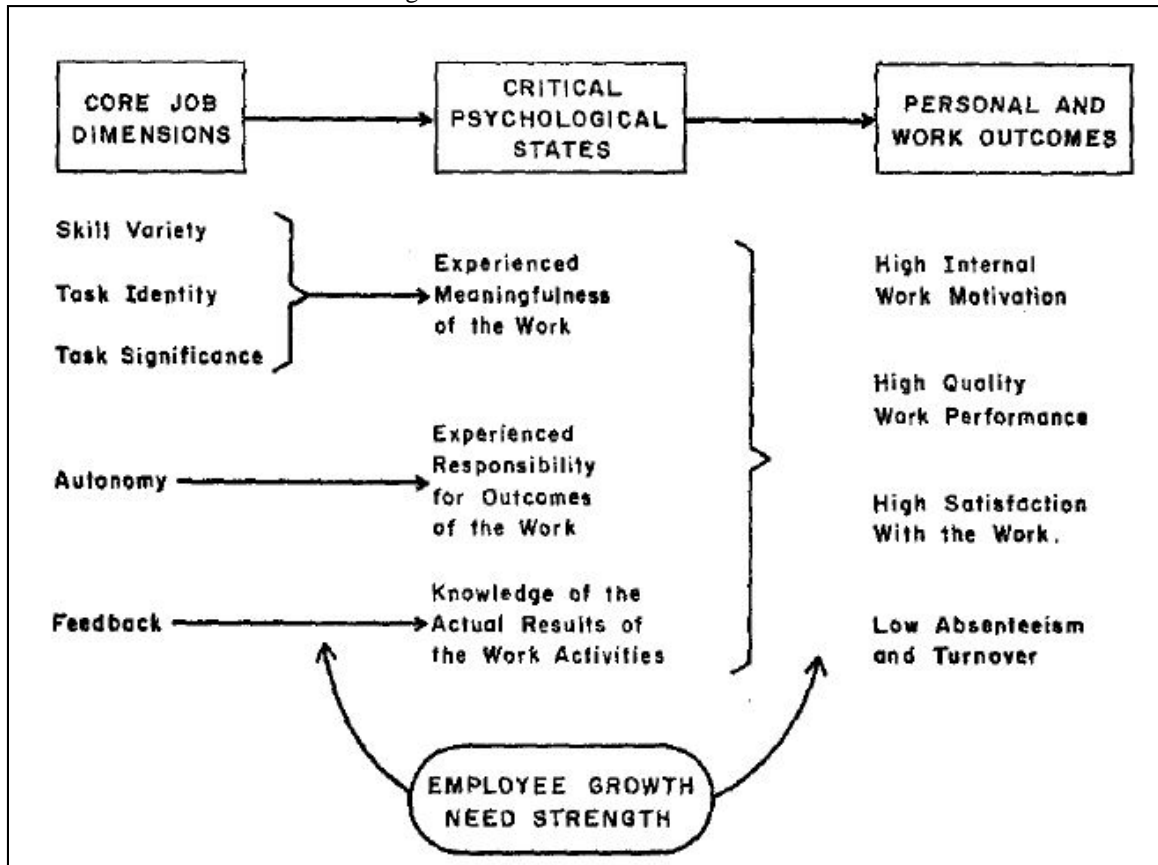 CORE JOB
DIMENSIONS
CRITICAL
PSYCHOLOGICAL
STATES
PERSONAL AND
WORK OUTCOMES
Skill Variety
Task Identity
Task Significance
Experienced
Meaningfulness
of the Work
High Internal
Work Motivation
High Quality
Work Performance
Autonomy
Experienced
Responsibility
for Outcomes
of the Work
High Satisfaction
With the Work.
Feedback
Knowledge of the
Actual Results of
the Work Activities
Low Absenteeism
and Turnover
EMPLOYEE GROWTH
NEED STRENGTH